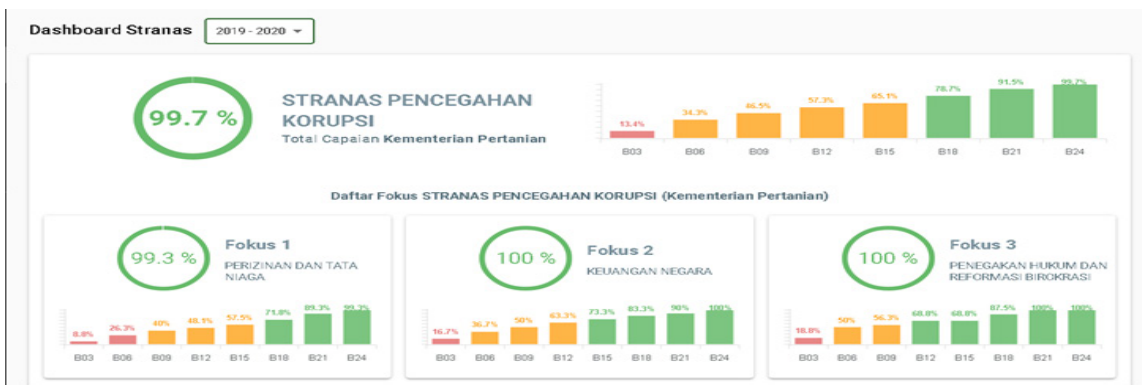 Dashboard Stranas 2019 - 2020
99.7 %
STRANAS PENCEGAHAN
KORUPSI
Total Capaian Kementerian Pertanian
13.4% 34.3% 46.5% 57.3% 65.1% 78.7% 91.5% 99.7%
B03 B06 B09 B12 B15 B18 B21 B24
Daftar Fokus STRANAS PENCEGAHAN KORUPSI (Kementerian Pertanian)
99.3 %
Fokus 1
PERIZINAN DAN TATA
NIAGA
8.8% 26.3% 40% 48.1% 57.5% 71.8% 89.3% 99.3%
B03 B06 B09 B12 B15 B18 B21 B24
100 %
Fokus 2
KEUANGAN NEGARA
16.7% 36.7% 50% 63.3% 73.3% 83.3% 90% 100%
B03 B06 B09 B12 B15 B18 B21 B24
100 %
Fokus 3
PENEGAKAN HUKUM DAN
REFORMASI BIROKRASI
18.8% 50% 56.3% 68.8% 68.8% 87.5% 100% 100%
B03 B06 B09 B12 B15 B18 B21 B24